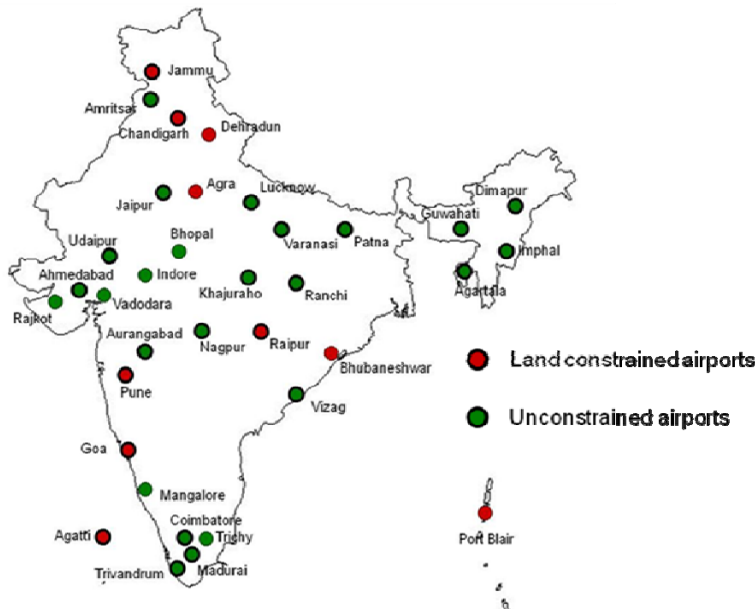 Jammu
Amritsar
Chandigarh
Dehradun
Jaipur
Agra
Lucknow
Dimapur
Guwahati
Udaipur
Bhopal
Varanasi
Patna
Imphal
Ahmedabad
Indore
Khajuraho
Ranchi
Agartala
Rajkot
Vadodara
Aurangabad
Nagpur
Raipur
Bhubaneshwar
Land constrained airports
Pune
Vizag
Unconstrained airports
Goa
Mangalore
Coimbatore
Agatti
Trichy
Port Blair
Trivandrum
Madurai